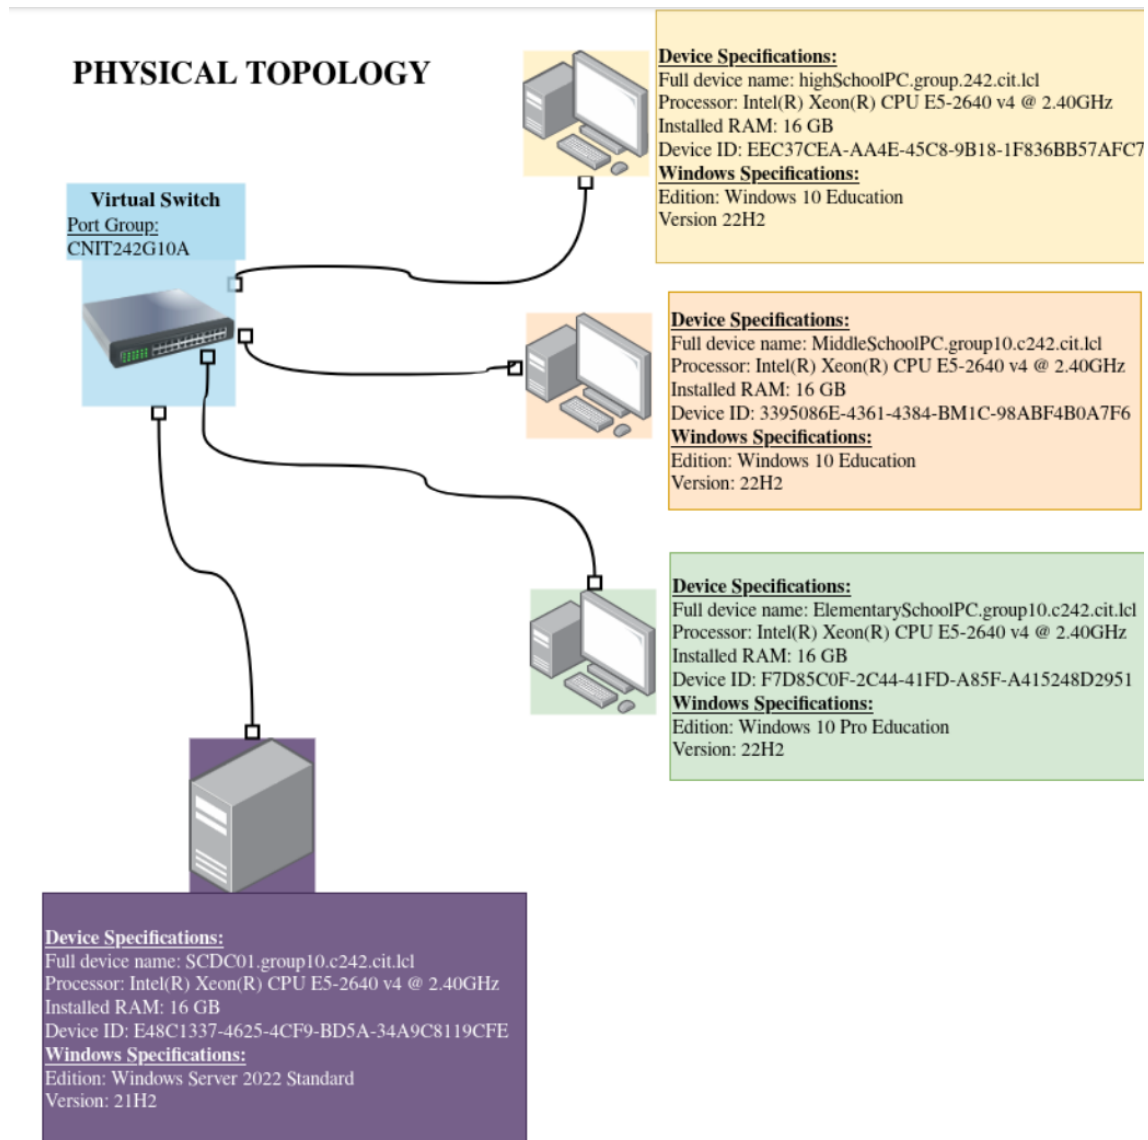 PHYSICAL TOPOLOGY
Device Specifications:
Full device name: highSchoolPC.group.242.cit.lcl
Processor: Intel(R) Xeon(R) CPU E5-2640 v4 @ 2.40GHz
Installed RAM: 16 GB
Device ID: EEC37CEA-AA4E-45C8-9B18-1F836BB57AFC7
Windows Specifications:
Edition: Windows 10 Education
Version 22H2
Virtual Switch
Port Group:
CNIT242G10A
Device Specifications:
Full device name: MiddleSchoolPC.group10.c242.cit.lcl
Processor: Intel(R) Xeon(R) CPU E5-2640 v4 @ 2.40GHz
Installed RAM: 16 GB
Device ID: 3395086E-4361-4384-BM1C-98ABF4B0A7F6
Windows Specifications:
Edition: Windows 10 Education
Version: 22H2
Device Specifications:
Full device name: ElementarySchoolPC.group10.c242.cit.lcl
Processor: Intel(R) Xeon(R) CPU E5-2640 v4 @ 2.40GHz
Installed RAM: 16 GB
Device ID: F7D85C0F-2C44-41FD-A85F-A415248D2951
Windows Specifications:
Edition: Windows 10 Pro Education
Version: 22H2
Device Specifications:
Full device name: SCDC01.group10.c242.cit.lcl
Processor: Intel(R) Xeon(R) CPU E5-2640 v4 @ 2.40GHz
Installed RAM: 16 GB
Device ID: E48C1337-4625-4CF9-BD5A-34A9C8119CFE
Windows Specifications:
Edition: Windows Server 2022 Standard
Version: 21H2